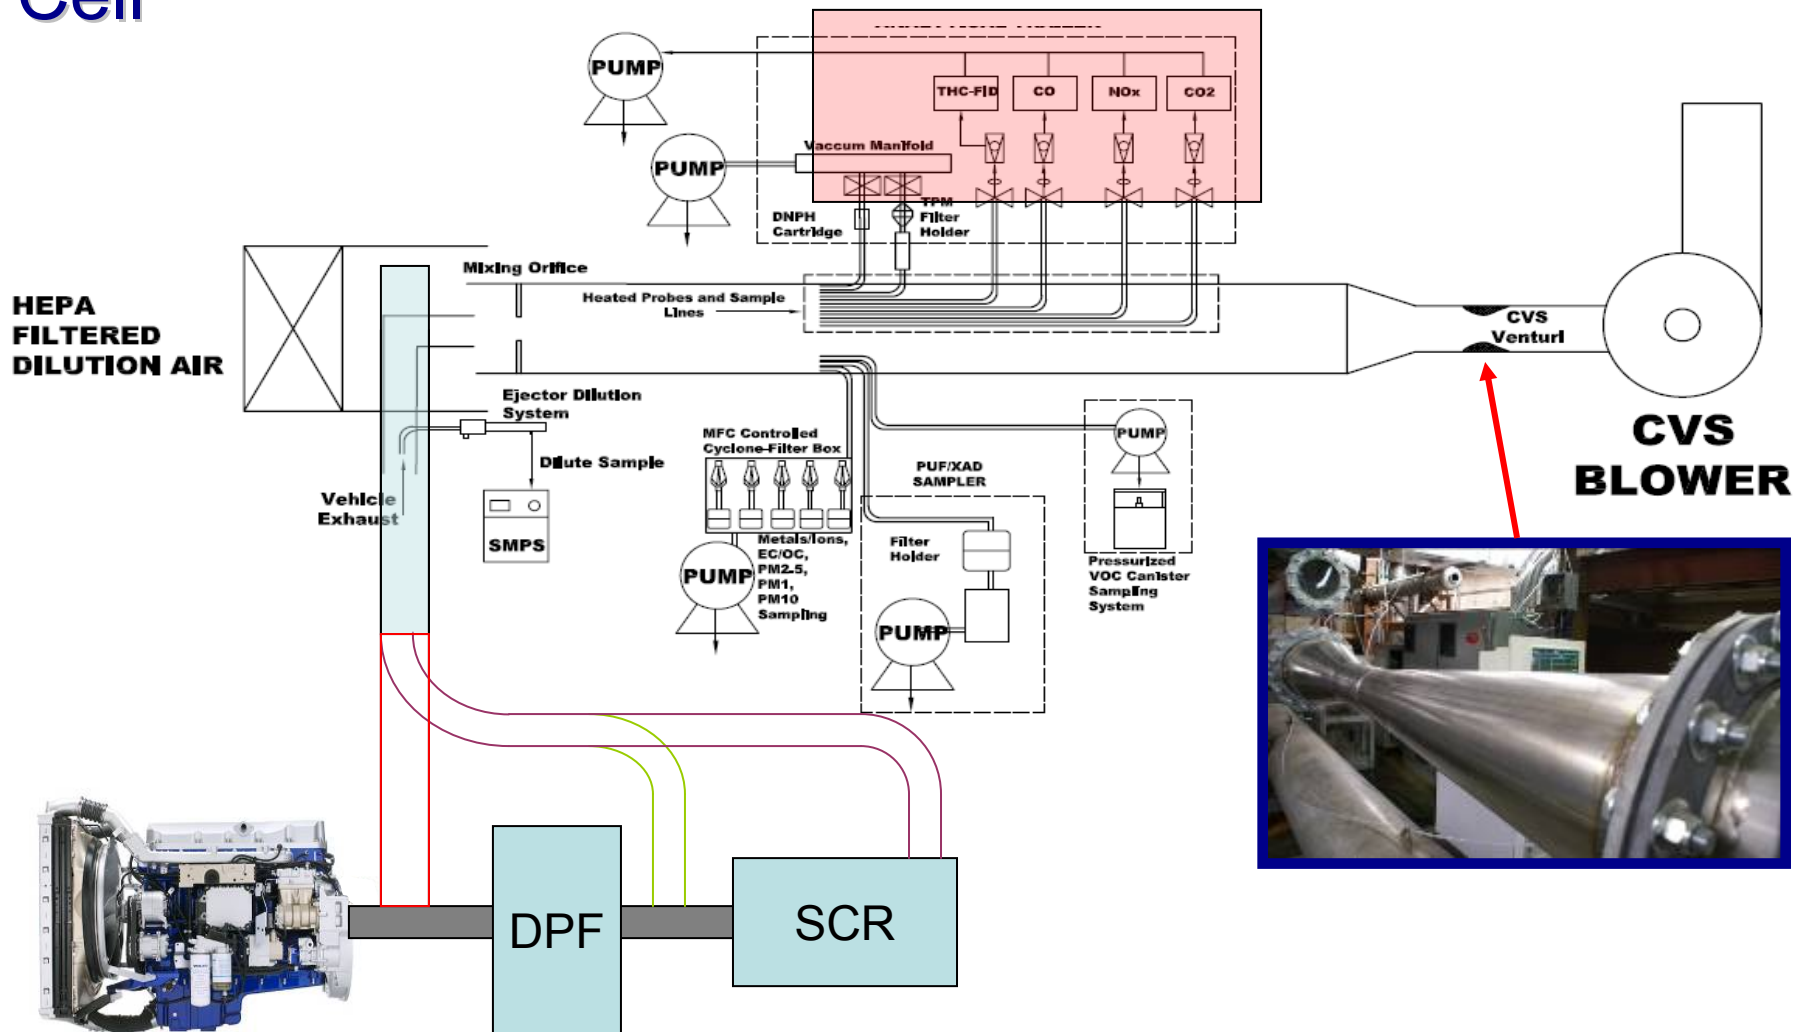 Cell
PUMP
THC-FID
CO
NOx
CO2
Vaccum Manifold
PUMP
DNPH
Cartridge
TPM
Filter
Holder
Mixing Orifice
Heated Probes and Sample
Lines
HEPA
FILTERED
DILUTION AIR
CVS
Venturi
CVS
BLOWER
Ejector Dilution
System
Dilute Sample
Vehicle
Exhaust
SMPS
MFC Controlled
Cyclone-Filter Box
Metals/Ions,
EC/OC,
PM2.5,
PM1,
PM10
Sampling
PUMP
PUF/XAD
SAMPLER
Filter
Holder
PUMP
PUMP
Pressurized
VOC Canister
Sampling
System
DPF
SCR